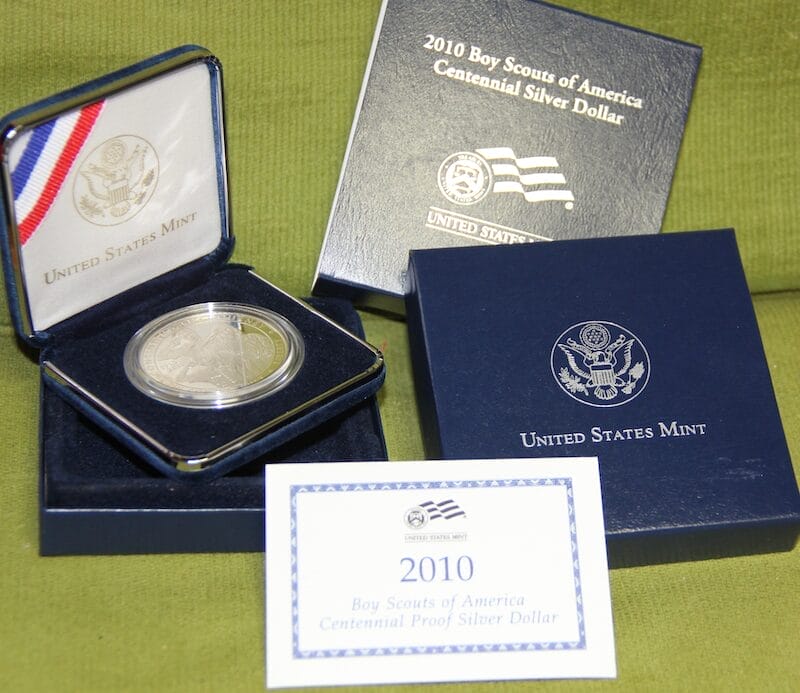 UNITED STATES MINT
2010 Boy Scouts of America
Centennial Silver Dollar
UNITED STATES
UNITED STATES MINT
UNITED STATES MINT
2010
Boy Scouts of America
Centennial Proof Silver Dollar